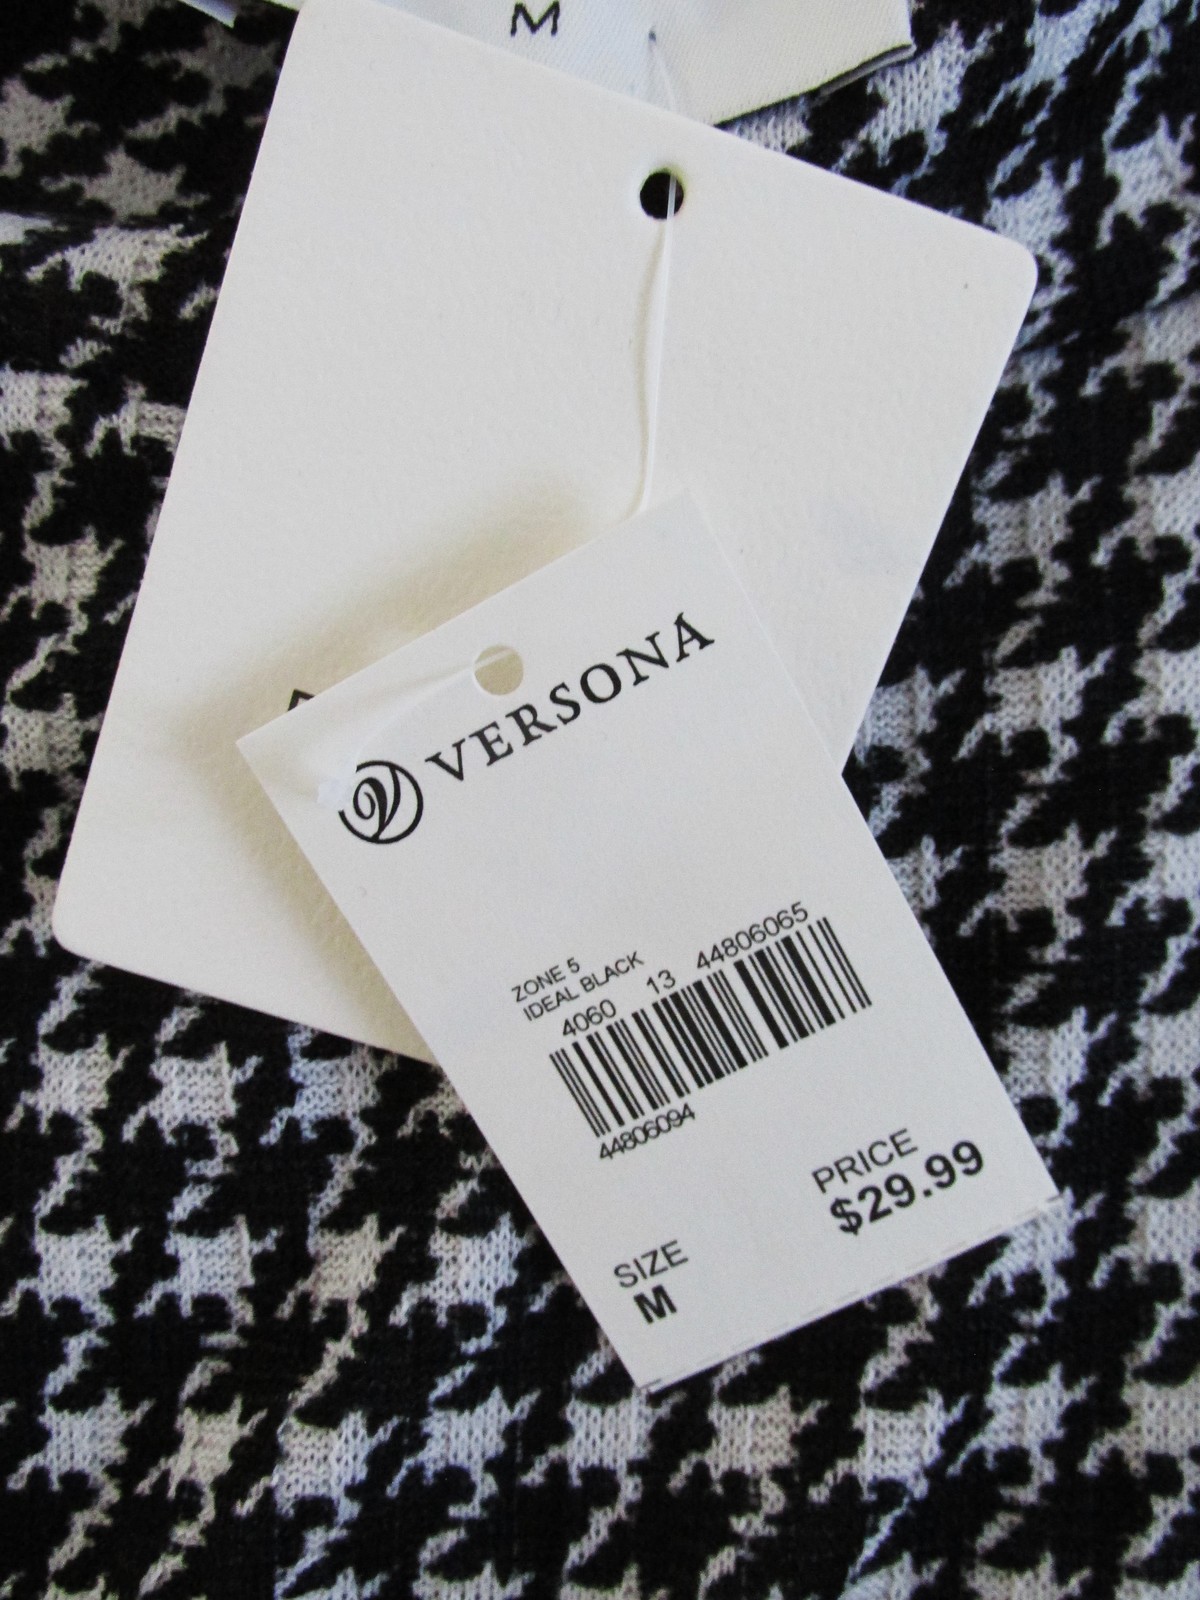 M
VERSONA
ZONE 5
IDEAL BLACK
4060 13 44806065
44806094
PRICE
$29.99
SIZE
M